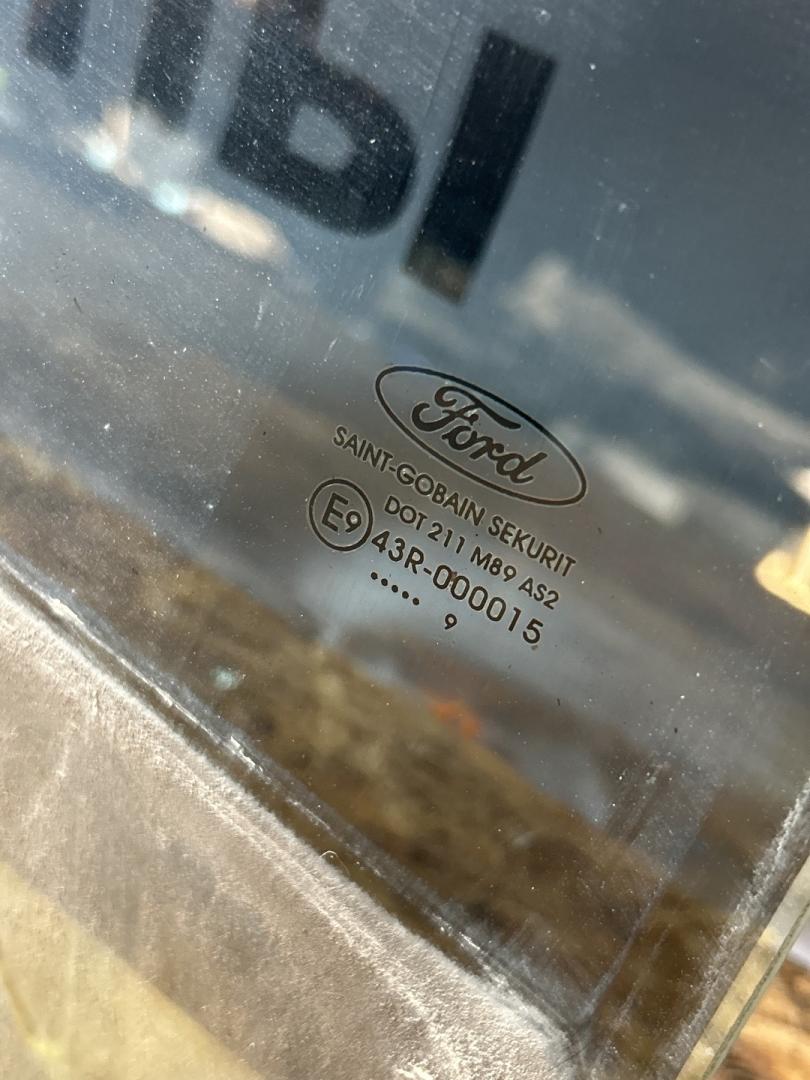 Ford
SAINT-GOBAIN SEKURIT
DOT 211 M89 AS2
E9 43R-000015
..... 9